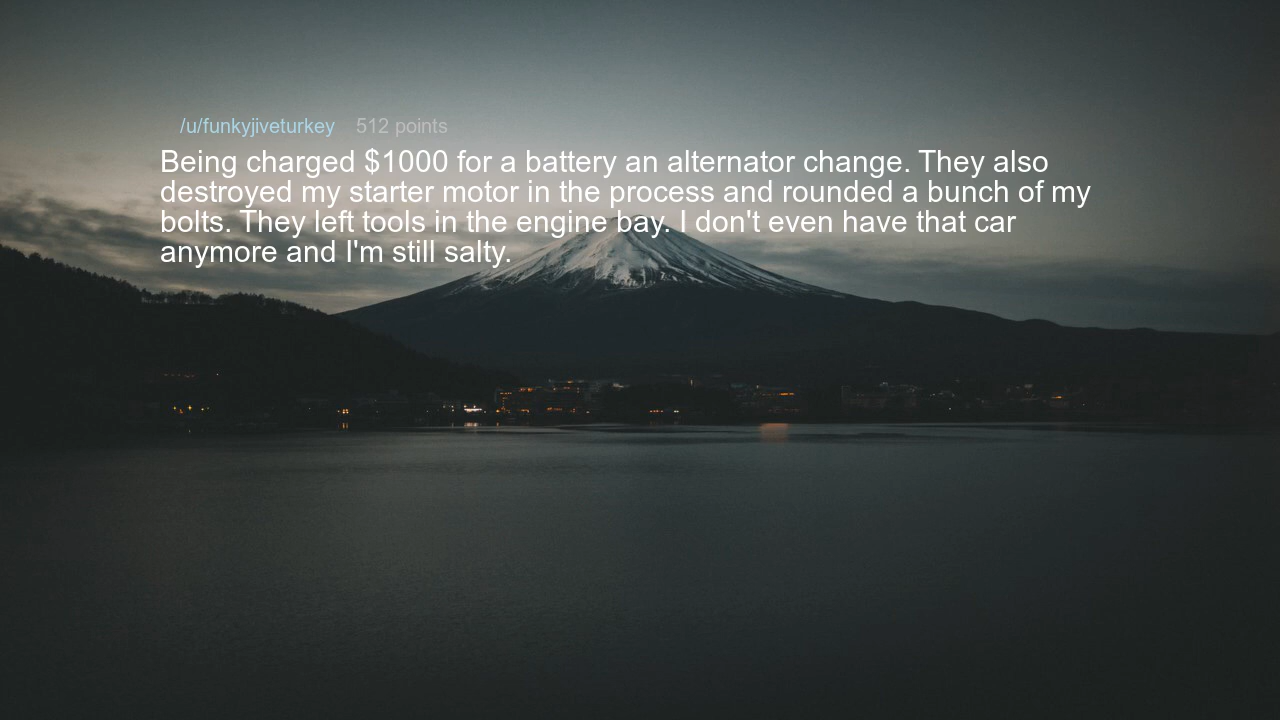 /u/funkyjiveturkey 512 points
Being charged $1000 for a battery an alternator change. They also
destroyed my starter motor in the process and rounded a bunch of my
bolts. They left tools in the engine bay. I don't even have that car
anymore and I'm still salty.